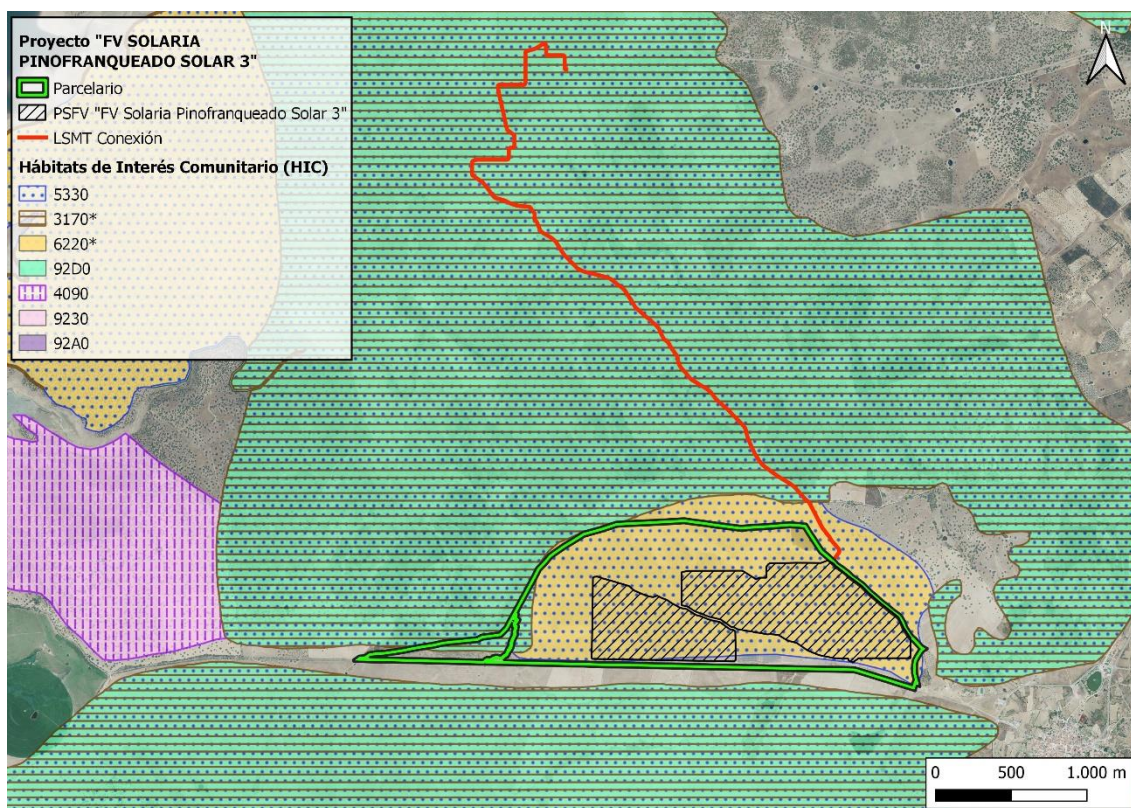 Proyecto "FV SOLARIA
PINOFRANQUEADO SOLAR 3"
Parcelario
PSFV "FV Solaria Pinofranqueado Solar 3"
LSMT Conexión
Hábitats de Interés Comunitario (HIC)
5330
3170*
6220*
92D0
4090
9230
92A0
N
0 500 1.000 m